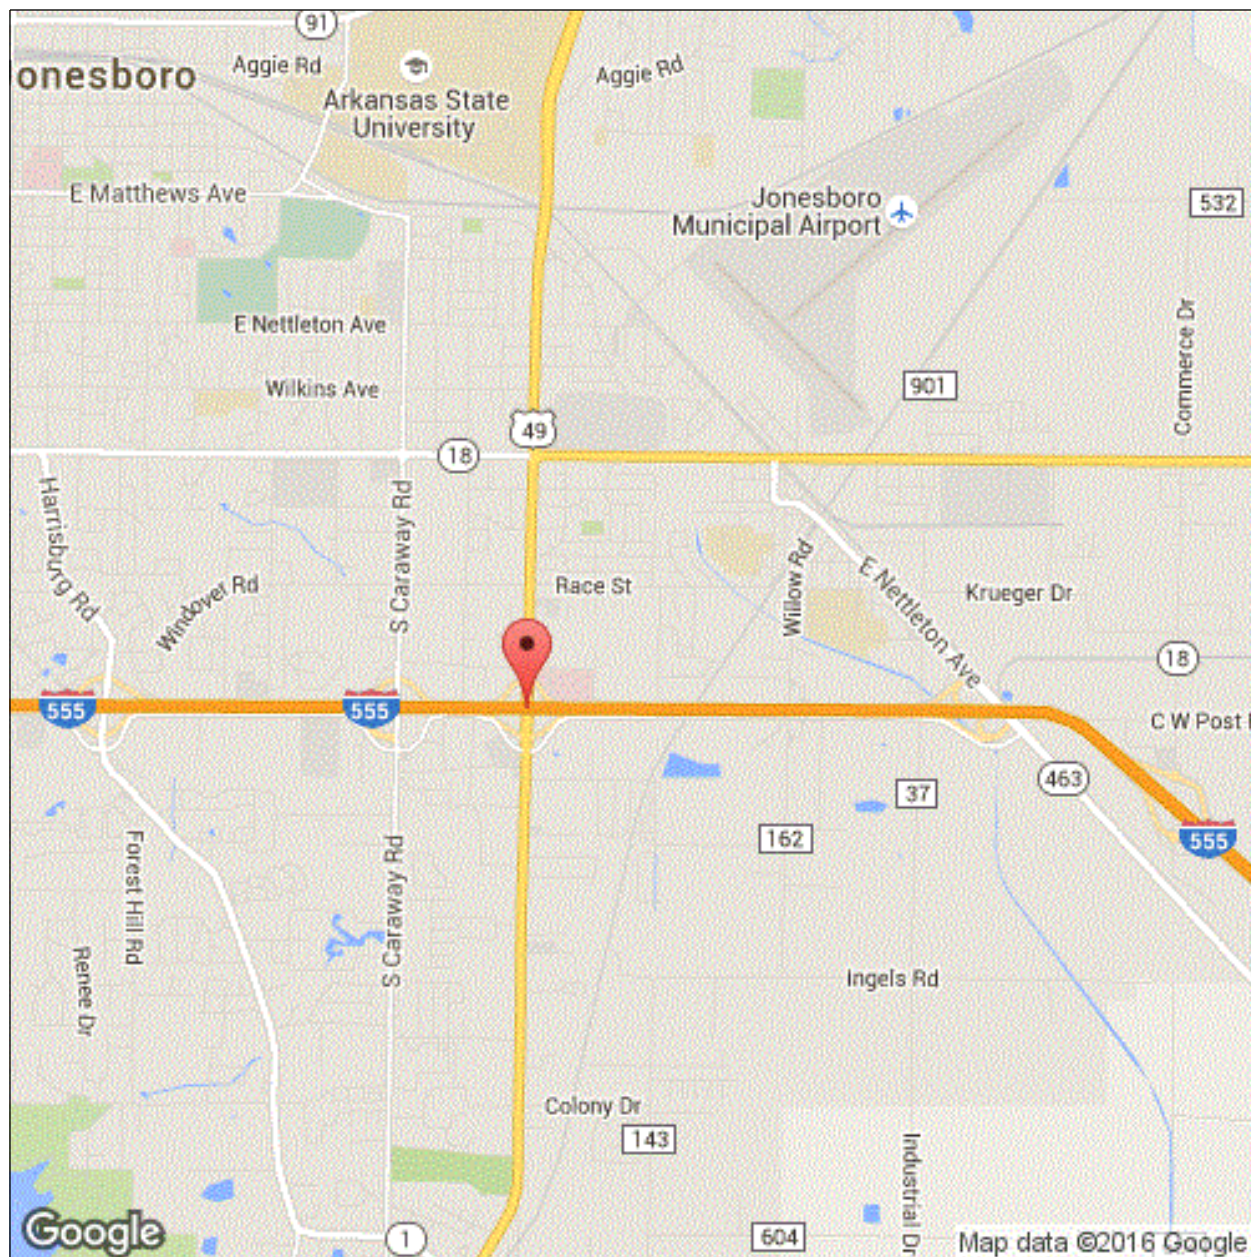 91
Jonesboro
Aggie Rd
Aggie Rd
Arkansas State
University
E Matthews Ave
Jonesboro
Municipal Airport
532
E Nettleton Ave
Commerce Dr
Wilkins Ave
901
49
18
Harrisburg Rd
S Caraway Rd
Windover Rd
Race St
Willow Rd
E Nettleton Ave
Krueger Dr
18
555
555
C W Post
463
37
162
555
Forest Hill Rd
S Caraway Rd
Renee Dr
Ingels Rd
Colony Dr
143
Industrial Dr
Google
1
604
Map data ©2016 Google